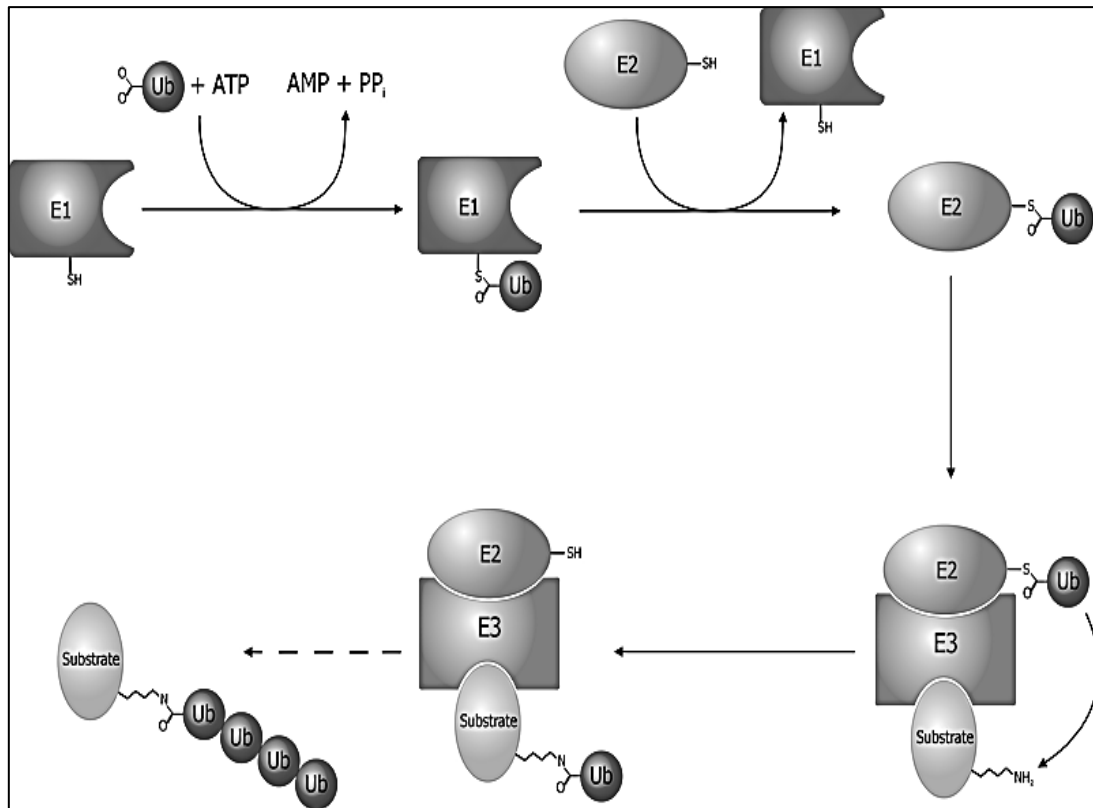 O
O
Ub + ATP
AMP + PPi
E1
SH
E1
S
O
Ub
E2
SH
E1
SH
E2
S
O
Ub
E2
S
O
Ub
E3
Substrate
NH2
E2
SH
E3
Substrate
N
O
Ub
Substrate
N
O
Ub
Ub
Ub
Ub